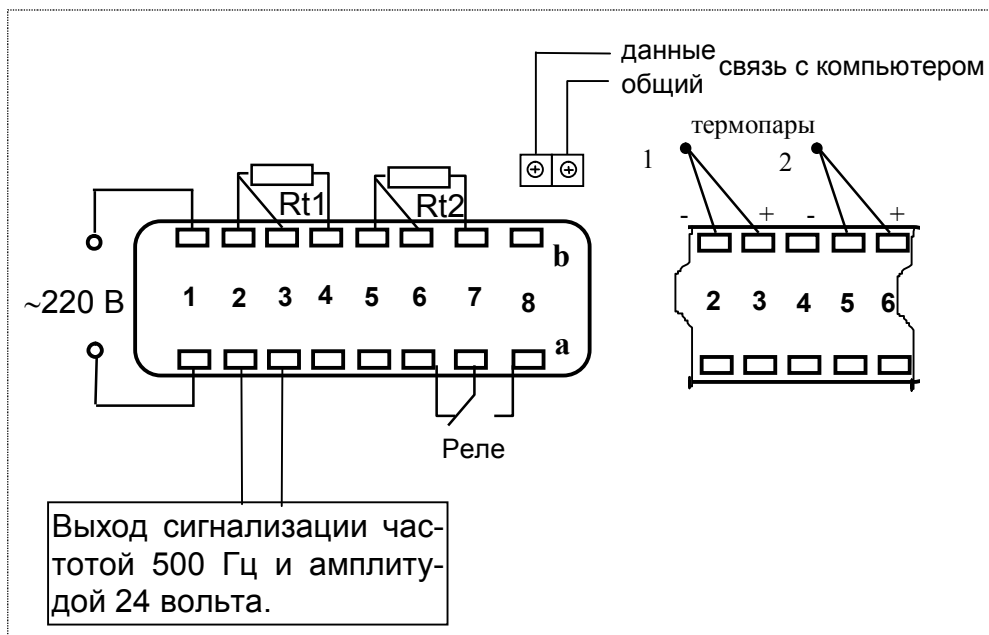 данные
общий
связь с компьютером
термопары
1
2
Rt1
Rt2
- + - +
b
~220 В
1 2 3 4 5 6 7 8
2 3 4 5 6
a
Реле
Выход сигнализации час-
тотой 500 Гц и амплиту-
дой 24 вольта.